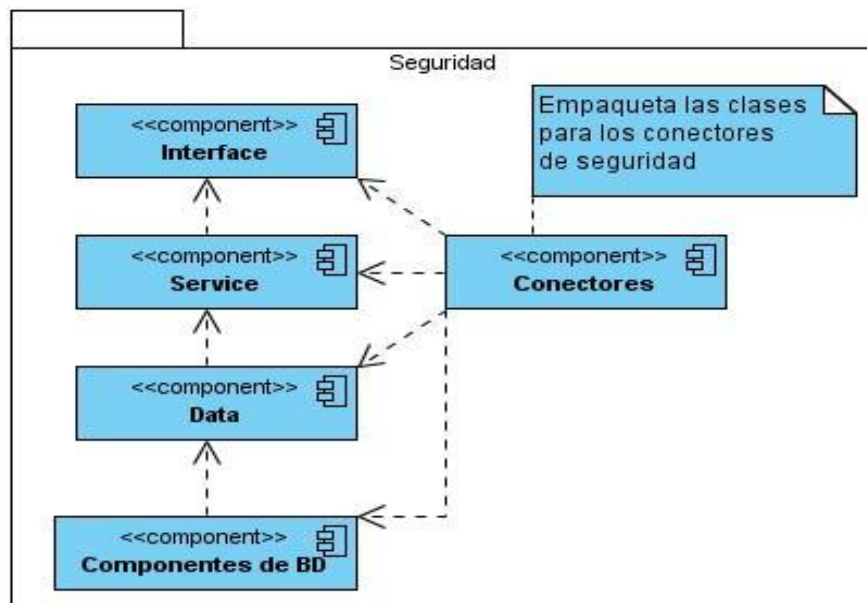 Seguridad
<<component>>
Interface
Empaqueta las clases
para los conectores
de seguridad
<<component>>
Service
<<component>>
Conectores
<<component>>
Data
<<component>>
Componentes de BD